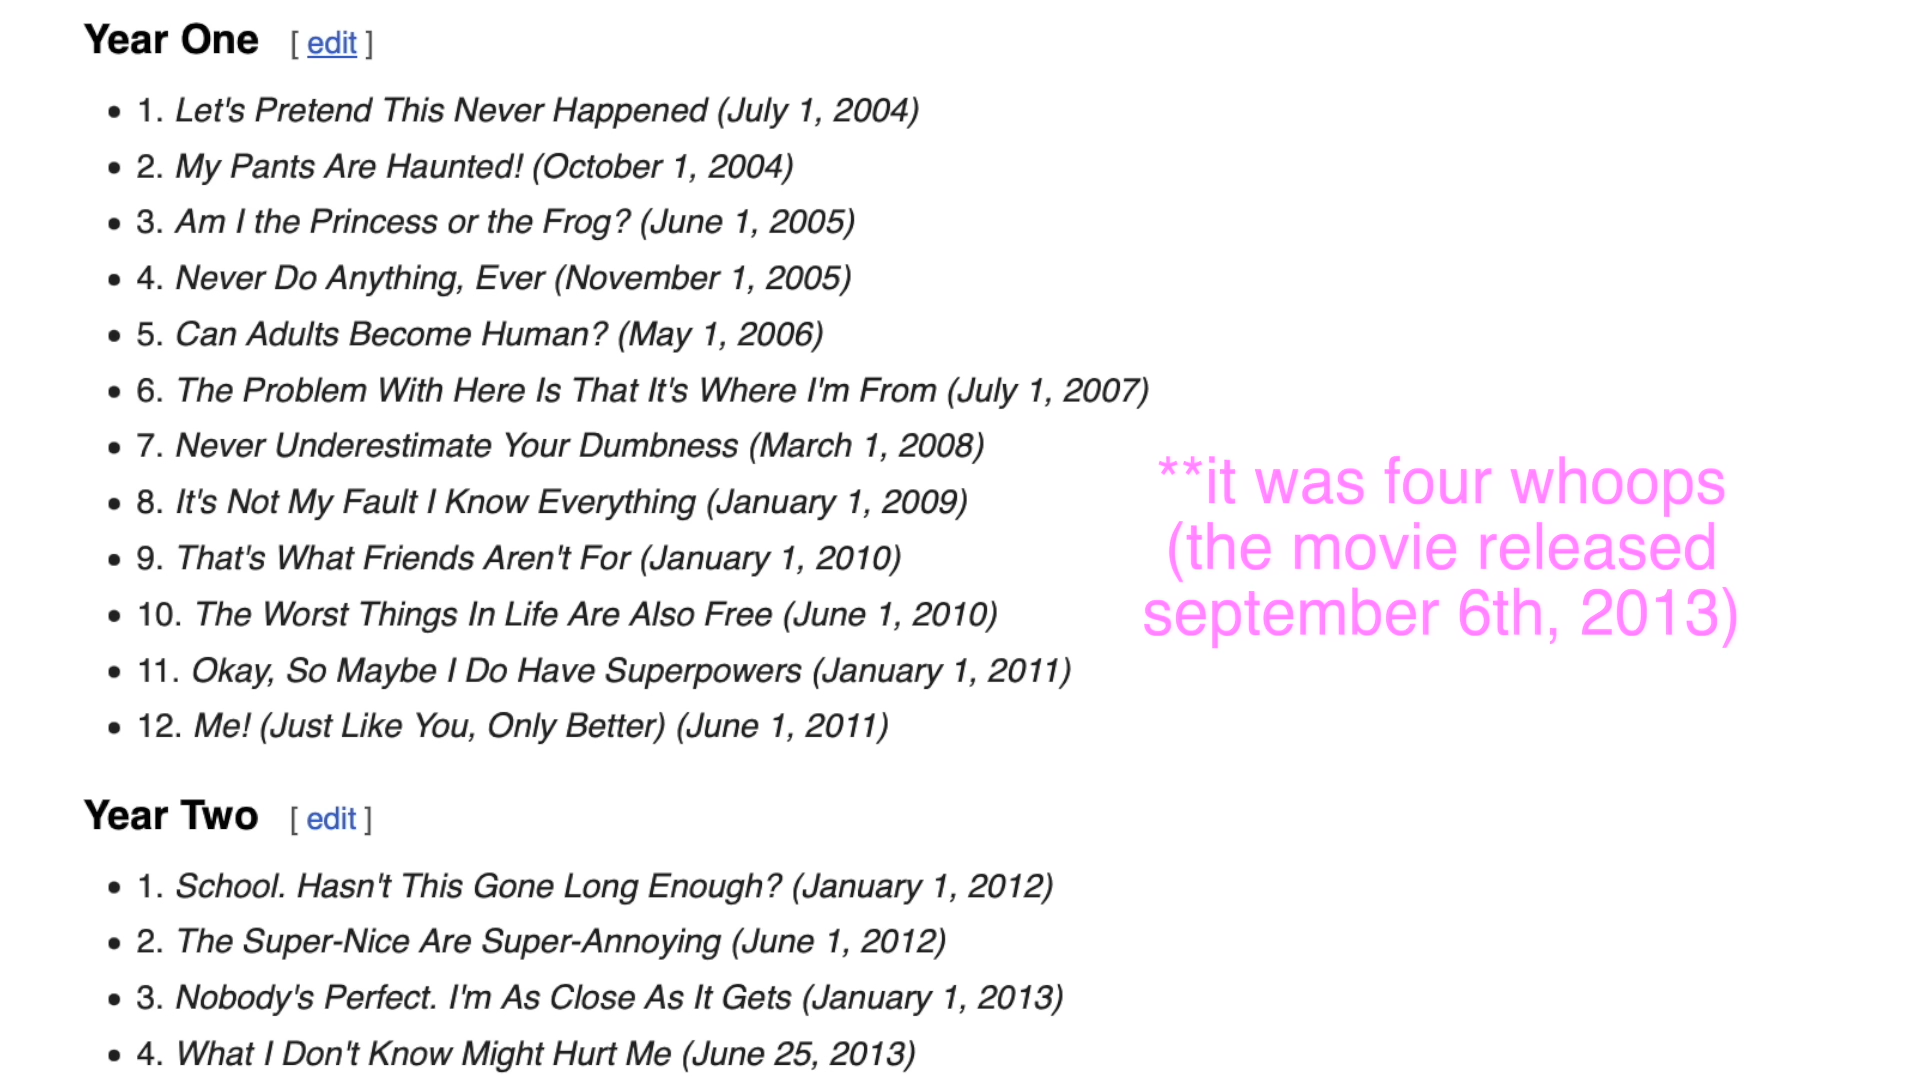 Year One [ edit ]
• 1. Let's Pretend This Never Happened (July 1, 2004)
• 2. My Pants Are Haunted! (October 1, 2004)
• 3. Am I the Princess or the Frog? (June 1, 2005)
• 4. Never Do Anything, Ever (November 1, 2005)
• 5. Can Adults Become Human? (May 1, 2006)
• 6. The Problem With Here Is That It's Where I'm From (July 1, 2007)
• 7. Never Underestimate Your Dumbness (March 1, 2008)
• 8. It's Not My Fault I Know Everything (January 1, 2009)
• 9. That's What Friends Aren't For (January 1, 2010)
• 10. The Worst Things In Life Are Also Free (June 1, 2010)
• 11. Okay, So Maybe I Do Have Superpowers (January 1, 2011)
• 12. Me! (Just Like You, Only Better) (June 1, 2011)
**it was four whoops
(the movie released
september 6th, 2013)
Year Two [ edit ]
• 1. School. Hasn't This Gone Long Enough? (January 1, 2012)
• 2. The Super-Nice Are Super-Annoying (June 1, 2012)
• 3. Nobody's Perfect. I'm As Close As It Gets (January 1, 2013)
• 4. What I Don't Know Might Hurt Me (June 25, 2013)